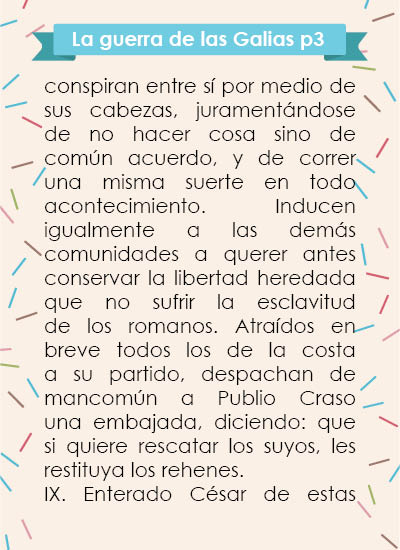 La guerra de las Galias p3
conspiran entre sí por medio de
sus cabezas, juramentándose
de no hacer cosa sino de
común acuerdo, y de correr
una misma suerte en todo
acontecimiento. Inducen
igualmente a las demás
comunidades a querer antes
conservar la libertad heredada
que no sufrir la esclavitud
de los romanos. Atraídos en
breve todos los de la costa
a su partido, despachan de
mancomún a Publio Craso
una embajada, diciendo: que
si quiere rescatar los suyos, les
restituya los rehenes.
IX. Enterado César de estas